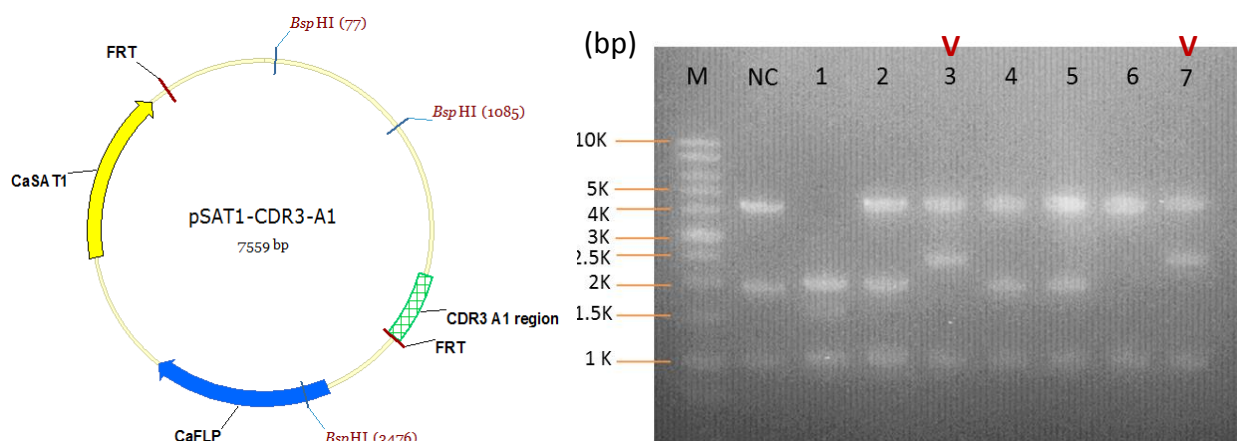 BspHI (77)
FRT
BspHI (1085)
CaSAT1
pSAT1-CDR3-A1
7559 bp
CDR3 A1 region
FRT
CaFLP
BspHI (3476)
(bp)
V V
M NC 1 2 3 4 5 6 7
10K
5K
4K
3K
2.5K
2K
1.5K
1 K